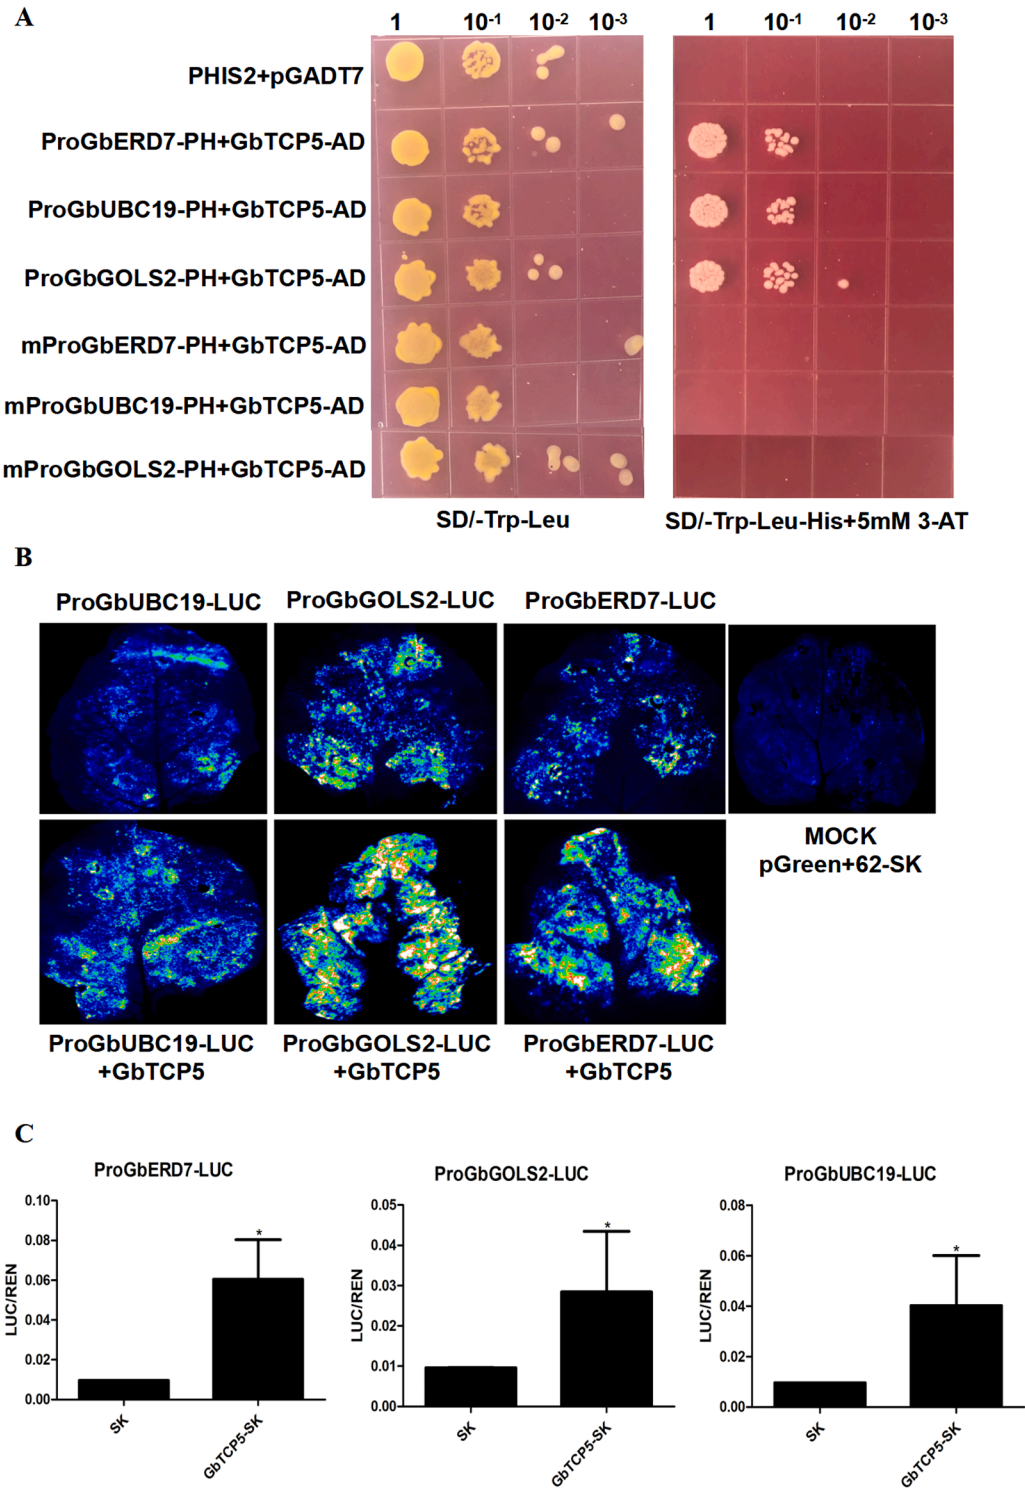 A
1 10-1 10-2 10-3 1 10-1 10-2 10-3
PHIS2+pGADT7
ProGbERD7-PH+GbTCP5-AD
ProGbUBC19-PH+GbTCP5-AD
ProGbGOLS2-PH+GbTCP5-AD
mProGbERD7-PH+GbTCP5-AD
mProGbUBC19-PH+GbTCP5-AD
mProGbGOLS2-PH+GbTCP5-AD
SD/-Trp-Leu SD/-Trp-Leu-His+5mM 3-AT
B
ProGbUBC19-LUC ProGbGOLS2-LUC ProGbERD7-LUC
MOCK
pGreen+62-SK
ProGbUBC19-LUC
+GbTCP5
ProGbGOLS2-LUC
+GbTCP5
ProGbERD7-LUC
+GbTCP5
C
ProGbERD7-LUC
LUC/REN
0.10
0.08
0.06
0.04
0.02
0.00
*
SK
GbTCP5-SK
ProGbGOLS2-LUC
LUC/REN
0.05
0.04
0.03
0.02
0.01
0.00
*
SK
GbTCP5-SK
ProGbUBC19-LUC
LUC/REN
0.08
0.06
0.04
0.02
0.00
*
SK
GbTCP5-SK